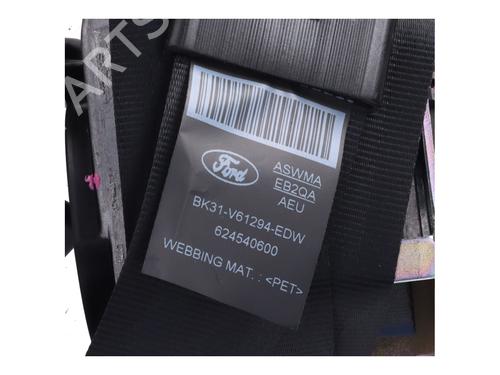 Ford
ASWMA
EB2QA
AEU
BK31-V61294-EDW
624540600
WEBBING MAT. : <PET>